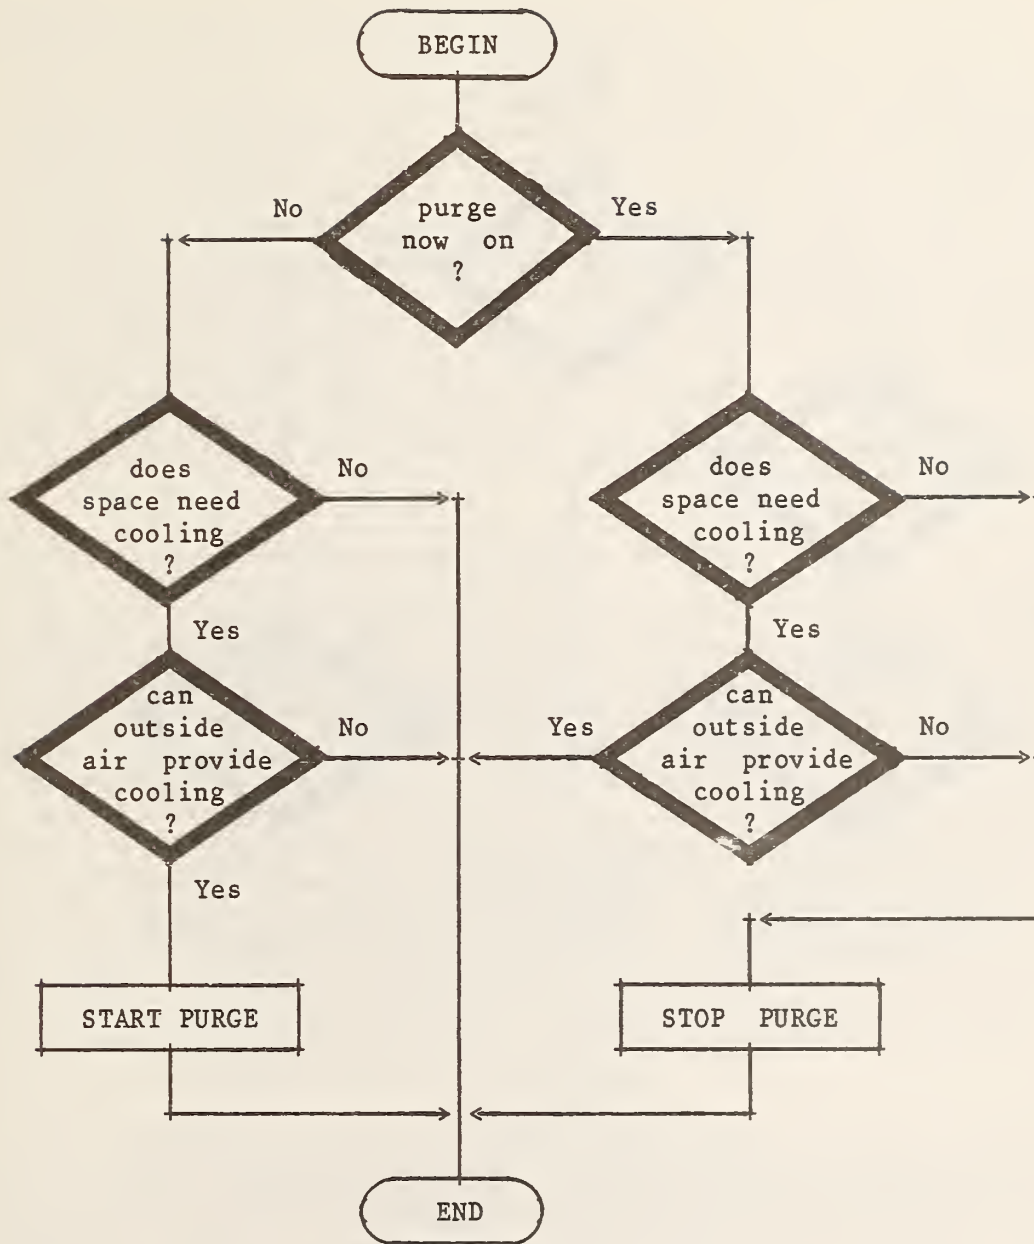 BEGIN
No
Yes
purge
now on
?
does
space need
cooling
?
No
does
space need
cooling
?
No
Yes
Yes
can
outside
air provide
cooling
?
No
Yes
can
outside
air provide
cooling
?
No
Yes
START PURGE
STOP PURGE
END